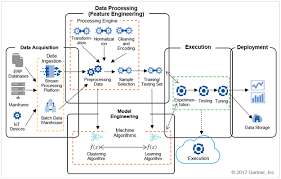 Data Processing
(Feature Engineering)
Processing Engine
Transformation
Normalization
Cleaning and
Encoding
Execution
Deployment
Data Acquisition
Data
Ingestion
ERP
Databases
Stream
Processing
Platform
Preprocessing
Data
Sample
Selection
Training/
Testing Set
Mainframe
IoT
Devices
Batch Data
Warehouse
Experimentation
Testing
Tuning
Data Storage
Model
Engineering
Machine Algorithms
f(x)
f(x)
Clustering
Algorithm
Learning
Algorithm
Execution
© 2017 Gartner, Inc.